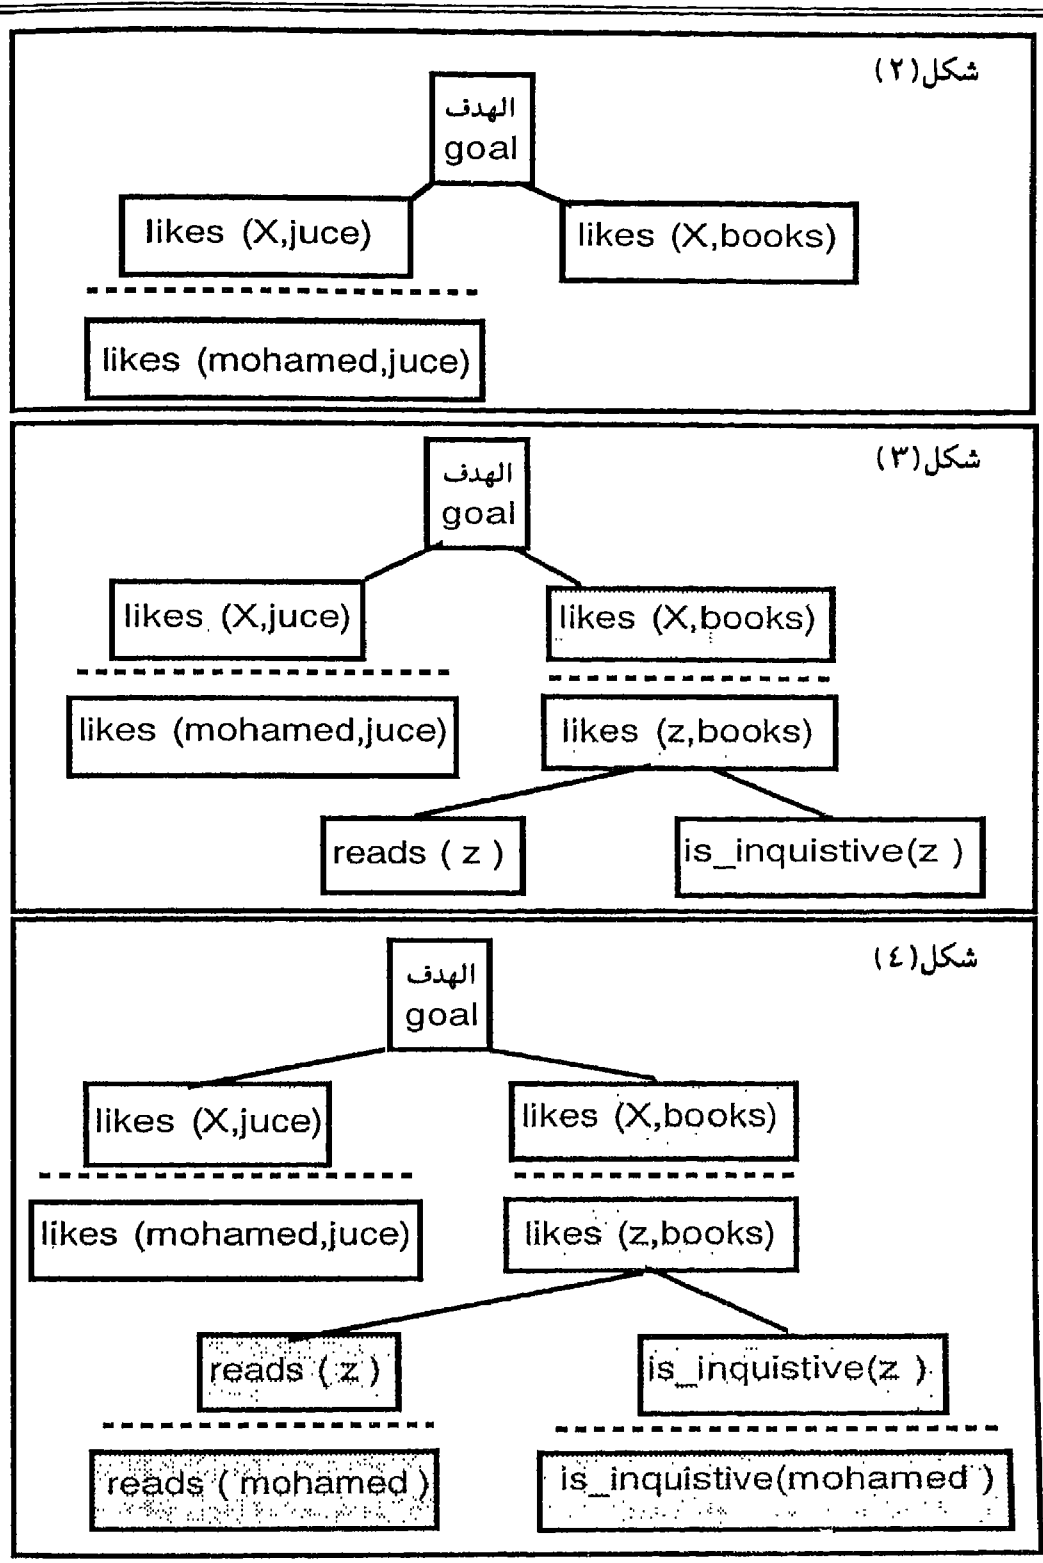 شكل(٢)
الهدف
goal
likes (X,juce)
likes (X,books)
likes (mohamed,juce)
شكل(٣)
الهدف
goal
likes (X,juce)
likes (X,books)
likes (mohamed,juce)
likes (z,books)
reads ( z )
is_inquistive(z )
شكل(٤)
الهدف
goal
likes (X,juce)
likes (X,books)
likes (mohamed,juce)
likes (z,books)
reads ( z )
is_inquistive(z )
reads ( mohamed )
is_inquistive(mohamed )